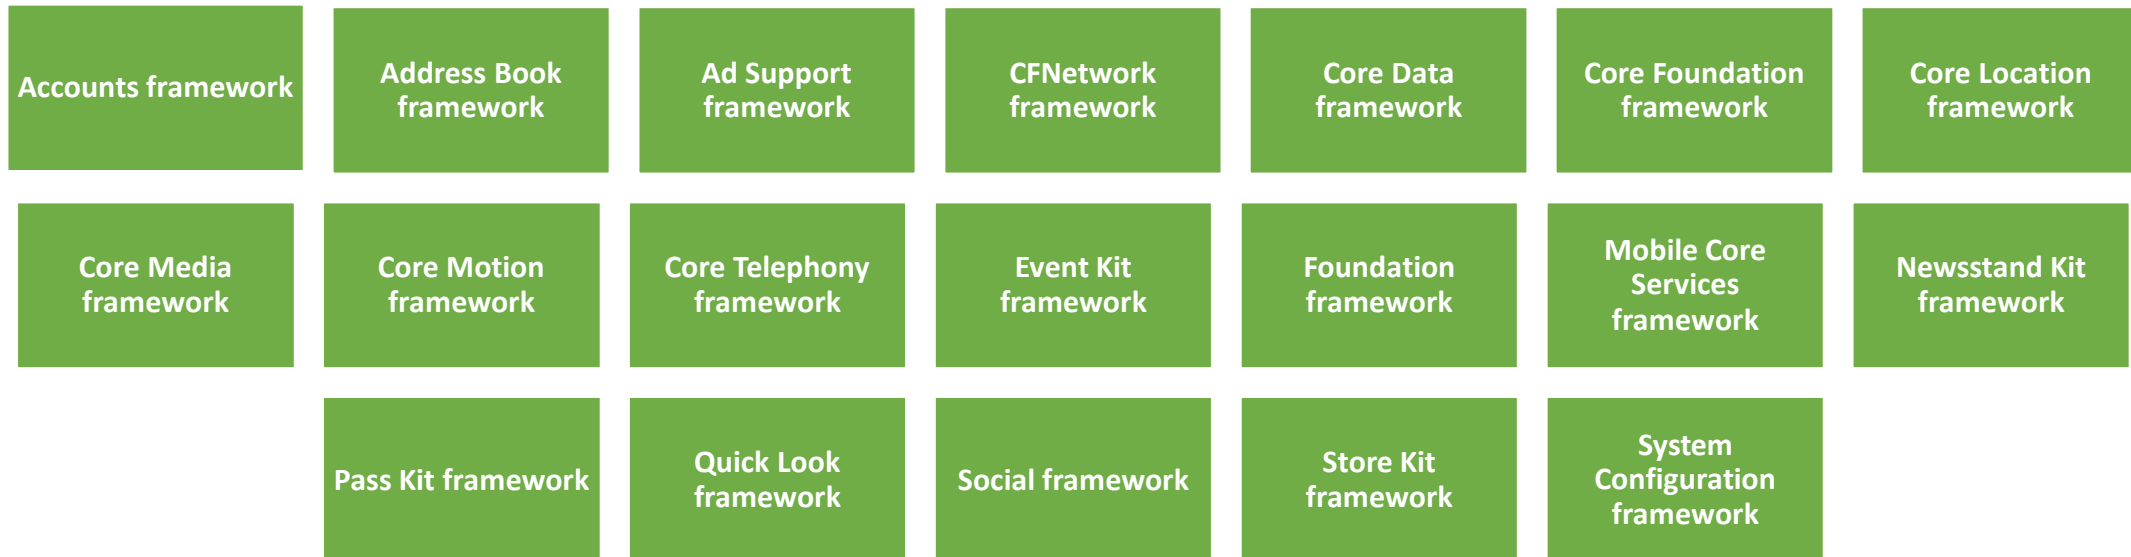 Accounts framework
Address Book
framework
Ad Support
framework
CFNetwork
framework
Core Data
framework
Core Foundation
framework
Core Location
framework
Core Media
framework
Core Motion
framework
Core Telephony
framework
Event Kit
framework
Foundation
framework
Mobile Core
Services
framework
Newsstand Kit
framework
Pass Kit framework
Quick Look
framework
Social framework
Store Kit
framework
System
Configuration
framework